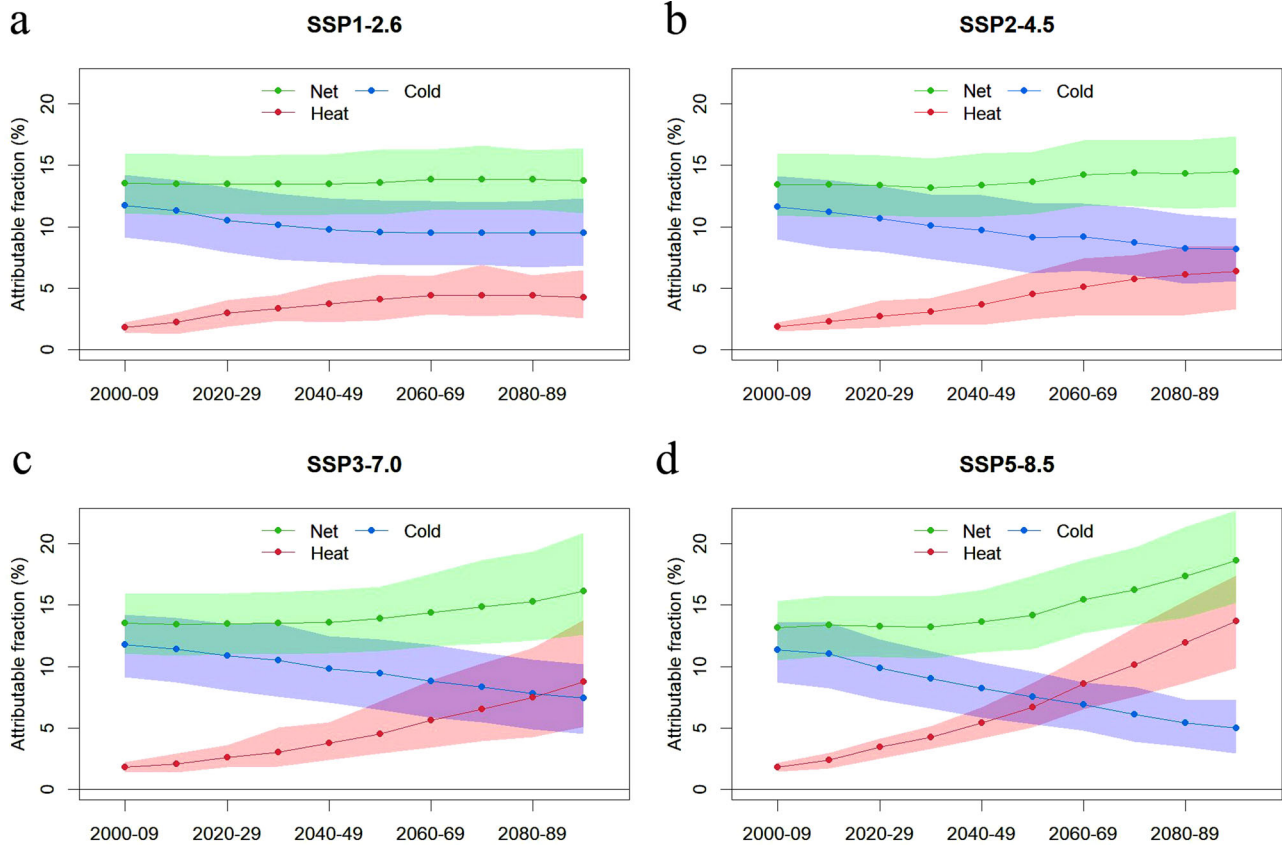 a
SSP1-2.6
Attributable fraction (%)
20
15
10
5
0
Net
Cold
Heat
2000-09
2020-29
2040-49
2060-69
2080-89
b
SSP2-4.5
Attributable fraction (%)
20
15
10
5
0
Net
Cold
Heat
2000-09
2020-29
2040-49
2060-69
2080-89
c
SSP3-7.0
Attributable fraction (%)
20
15
10
5
0
Net
Cold
Heat
2000-09
2020-29
2040-49
2060-69
2080-89
d
SSP5-8.5
Attributable fraction (%)
20
15
10
5
0
Net
Cold
Heat
2000-09
2020-29
2040-49
2060-69
2080-89